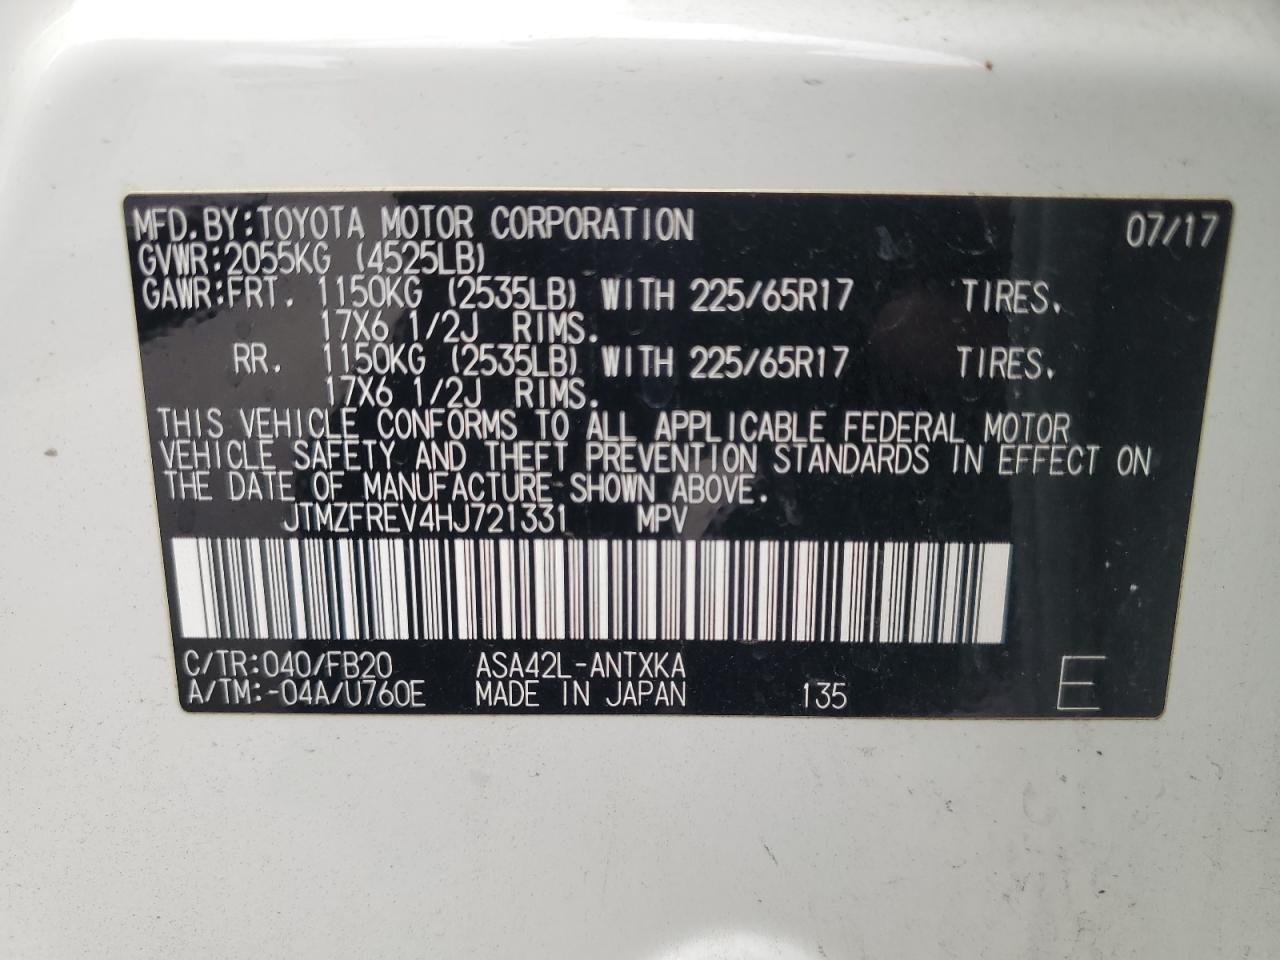 MFD.BY:TOYOTA MOTOR CORPORATION 07/17
GVWR:2055KG (4525LB)
GAWR:FRT. 1150KG (2535LB) WITH 225/65R17 TIRES.
17X6 1/2J RIMS.
RR. 1150KG (2535LB) WITH 225/65R17 TIRES.
17X6 1/2J RIMS.
THIS VEHICLE CONFORMS TO ALL APPLICABLE FEDERAL MOTOR
VEHICLE SAFETY AND THEFT PREVENTION STANDARDS IN EFFECT ON
THE DATE OF MANUFACTURE SHOWN ABOVE.
JTMZFREV4HJ721331 MPV
C/TR:040/FB20 ASA42L-ANTXKA
A/TM:-04A/U760E MADE IN JAPAN 135 E